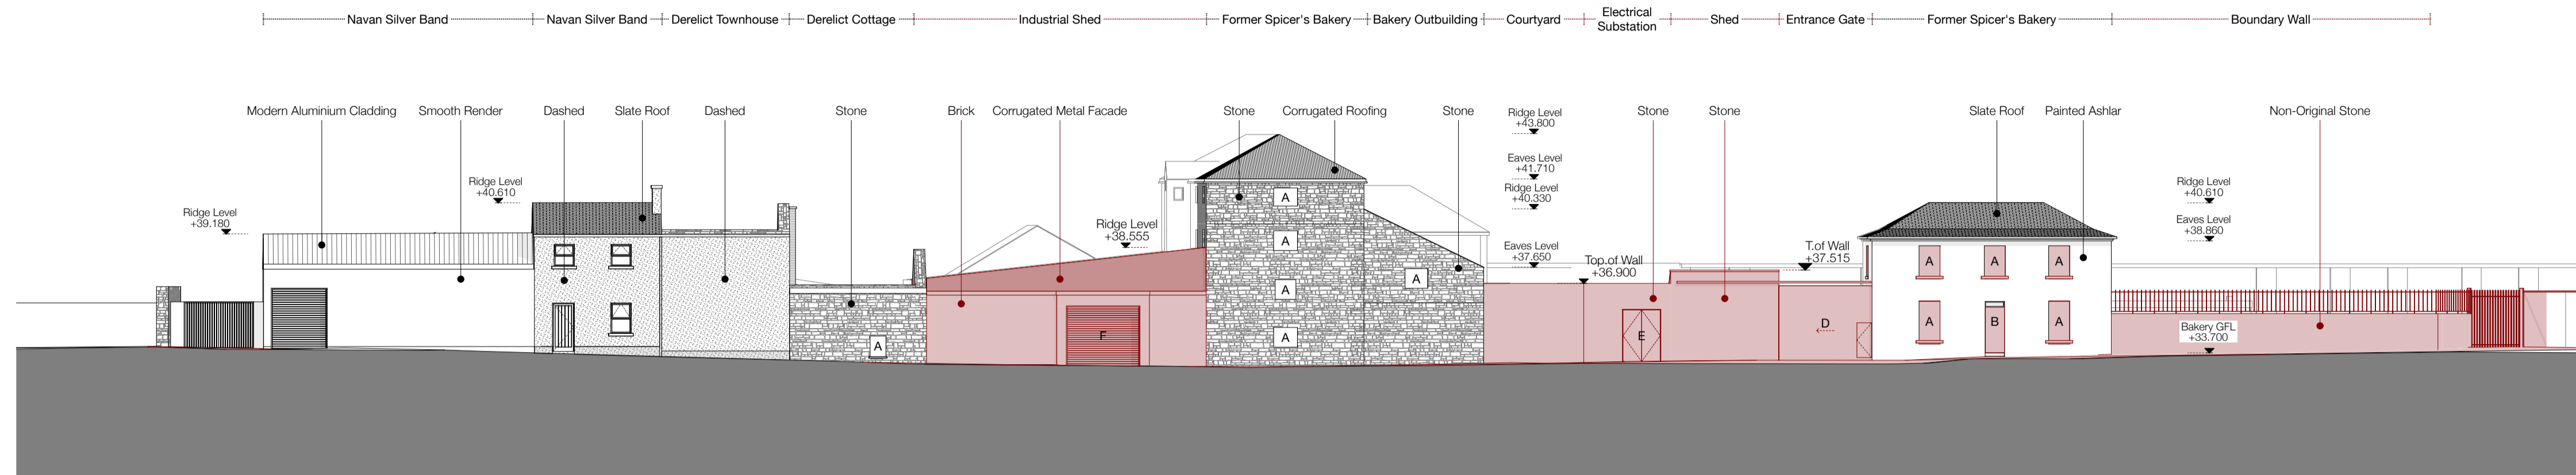 Navan Silver Band
Navan Silver Band
Derelict Townhouse
Derelict Cottage
Industrial Shed
Former Spicer's Bakery
Bakery Outbuilding
Courtyard
Electrical
Substation
Shed
Entrance Gate
Former Spicer's Bakery
Boundary Wall
Modern Aluminium Cladding
Smooth Render
Dashed
Slate Roof
Dashed
Stone
Brick
Corrugated Metal Facade
Stone
Corrugated Roofing
Stone
Ridge Level
+43.800
Stone
Stone
Slate Roof
Painted Ashlar
Non-Original Stone
Eaves Level
+41.710
Ridge Level
+40.330
Ridge Level
+40.610
Ridge Level
+40.610
Ridge Level
+39.180
Ridge Level
+38.555
Eaves Level
+38.860
Eaves Level
+37.650
Top.of Wall
+36.900
T.of Wall
+37.515
A
A
A
A
A
A
F
E
D
A
A
A
A
B
A
Bakery GFL
+33.700